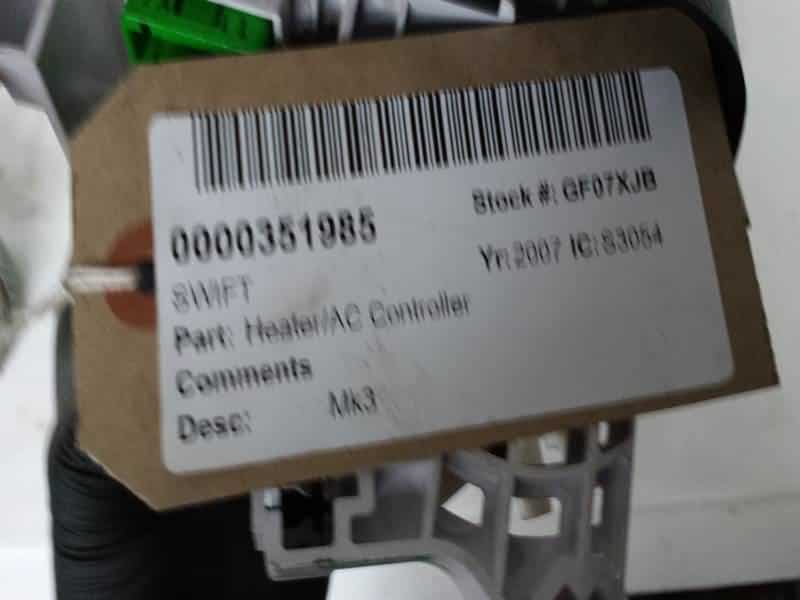 0000351985
Stock #: GF07XJB
SWIFT
Yr: 2007 IC: S3054
Part: Heater/AC Controller
Comments
Desc: Mk3